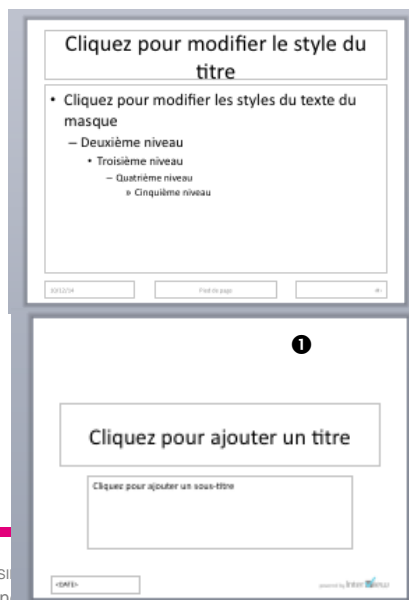 Cliquez pour modifier le style du
titre
• Cliquez pour modifier les styles du texte du
masque
– Deuxième niveau
• Troisième niveau
– Quatrième niveau
» Cinquième niveau
10/12/14
Pied de page
❶
Cliquez pour ajouter un titre
Cliquez pour ajouter un sous-titre
<DATE>
powered by